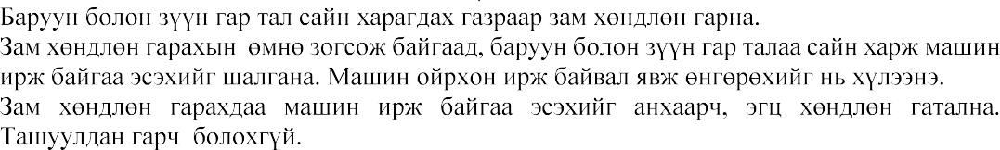 Баруун болон зүүн гар тал сайн харагдах газраар зам хөндлөн гарна.
Зам хөндлөн гарахын өмнө зогсож байгаад, баруун болон зүүн гар талаа сайн харж машин
ирж байгаа эсэхийг шалгана. Машин ойрхон ирж байвал явж өнгөрөхийг нь хүлээнэ.
Зам хөндлөн гарахдаа машин ирж байгаа эсэхийг анхаарч, эгц хөндлөн гатална.
Ташуулдан гарч болохгүй.